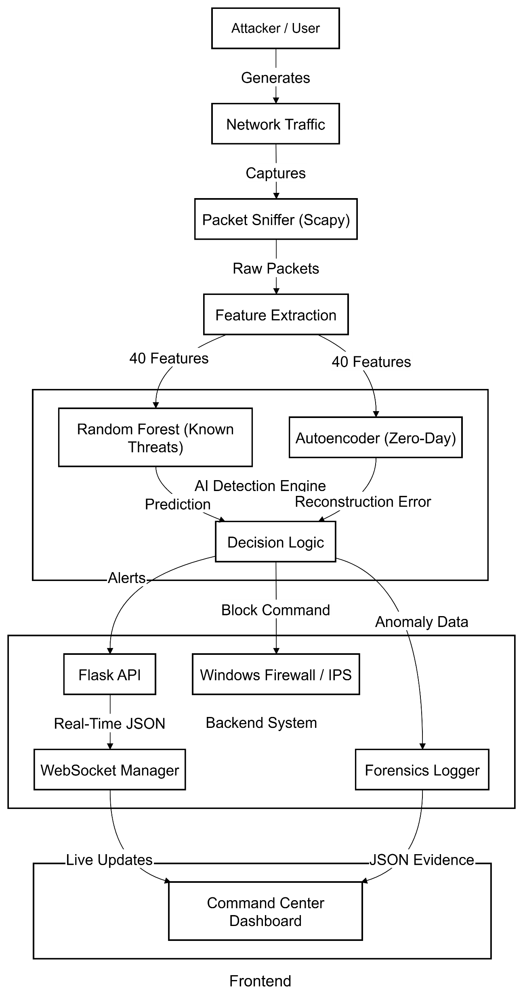 Attacker / User
Generates
Network Traffic
Captures
Packet Sniffer (Scapy)
Raw Packets
Feature Extraction
40 Features
40 Features
Random Forest (Known
Threats)
Autoencoder (Zero-Day)
AI Detection Engine
Prediction
Reconstruction Error
Decision Logic
Alerts
Block Command
Anomaly Data
Flask API
Windows Firewall / IPS
Real-Time JSON
Backend System
WebSocket Manager
Forensics Logger
Live Updates
JSON Evidence
Command Center
Dashboard
Frontend